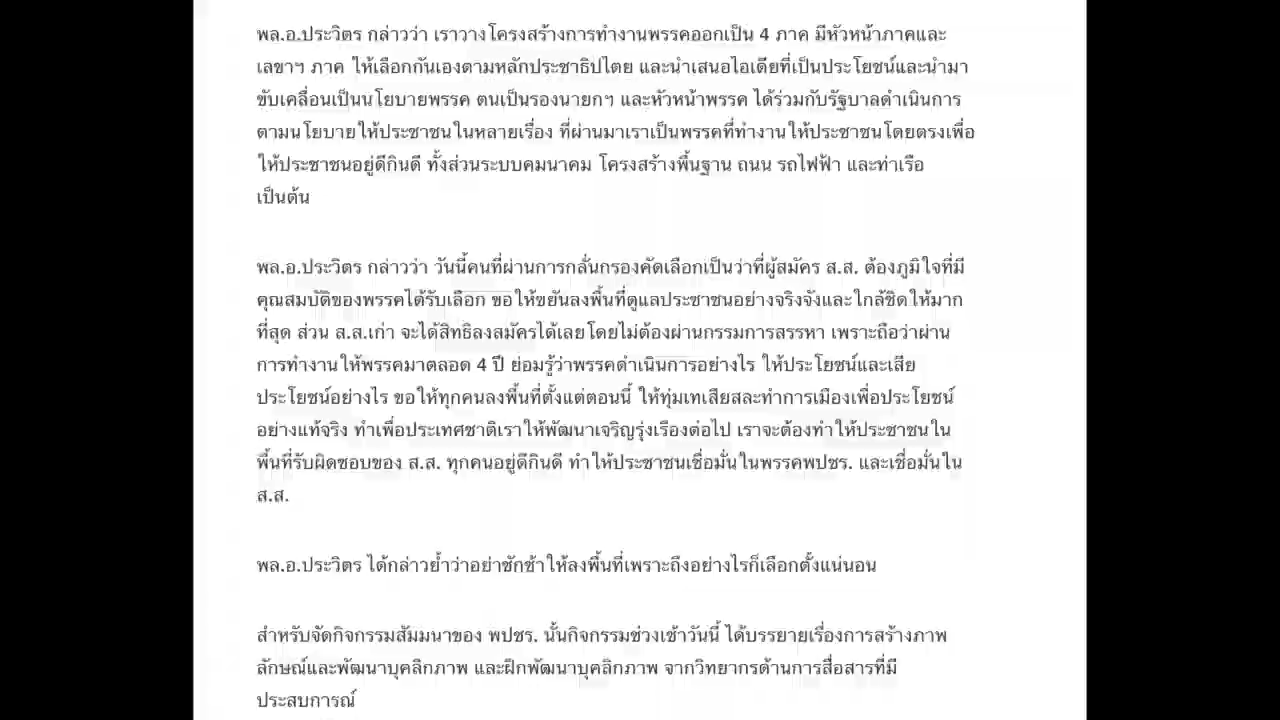 พล.อ.ประวิตร กล่าวว่า เราวางโครงสร้างการทำงานพรรคออกเป็น 4 ภาค มีหัวหน้าภาคและ
เลขาฯ ภาค ให้เลือกกันเองตามหลักประชาธิปไตย และนำเสนอไอเดียที่เป็นประโยชน์และนำมา
ขับเคลื่อนเป็นนโยบายพรรค ตนเป็นรองนายกฯ และหัวหน้าพรรค ได้ร่วมกับรัฐบาลดำเนินการ
ตามนโยบายให้ประชาชนในหลายเรื่อง ที่ผ่านมาเราเป็นพรรคที่ทำงานให้ประชาชนโดยตรงเพื่อ
ให้ประชาชนอยู่ดีกินดี ทั้งส่วนระบบคมนาคม โครงสร้างพื้นฐาน ถนน รถไฟฟ้า และท่าเรือ
เป็นต้น
พล.อ.ประวิตร กล่าวว่า วันนี้คนที่ผ่านการกลั่นกรองคัดเลือกเป็นว่าที่ผู้สมัคร ส.ส. ต้องภูมิใจที่มี
คุณสมบัติของพรรคได้รับเลือก ขอให้ขยันลงพื้นที่ดูแลประชาชนอย่างจริงจังและใกล้ชิดให้มาก
ที่สุด ส่วน ส.ส.เก่า จะได้สิทธิลงสมัครได้เลยโดยไม่ต้องผ่านกรรมการสรรหา เพราะถือว่าผ่าน
การทำงานให้พรรคมาตลอด 4 ปี ย่อมรู้ว่าพรรคดำเนินการอย่างไร ให้ประโยชน์และเสีย
ประโยชน์อย่างไร ขอให้ทุกคนลงพื้นที่ตั้งแต่ตอนนี้ ให้ทุ่มเทเสียสละทำการเมืองเพื่อประโยชน์
อย่างแท้จริง ทำเพื่อประเทศชาติเราให้พัฒนาเจริญรุ่งเรืองต่อไป เราจะต้องทำให้ประชาชนใน
พื้นที่รับผิดชอบของ ส.ส. ทุกคนอยู่ดีกินดี ทำให้ประชาชนเชื่อมั่นในพรรคพปชร. และเชื่อมั่นใน
ส.ส.
พล.อ.ประวิตร ได้กล่าวย้ำว่าอย่าชักช้าให้ลงพื้นที่เพราะถึงอย่างไรก็เลือกตั้งแน่นอน
สำหรับจัดกิจกรรมสัมมนาของ พปชร. นั้นกิจกรรมช่วงเช้าวันนี้ ได้บรรยายเรื่องการสร้างภาพ
ลักษณ์และพัฒนาบุคลิกภาพ และฝึกพัฒนาบุคลิกภาพ จากวิทยากรด้านการสื่อสารที่มี
ประสบการณ์